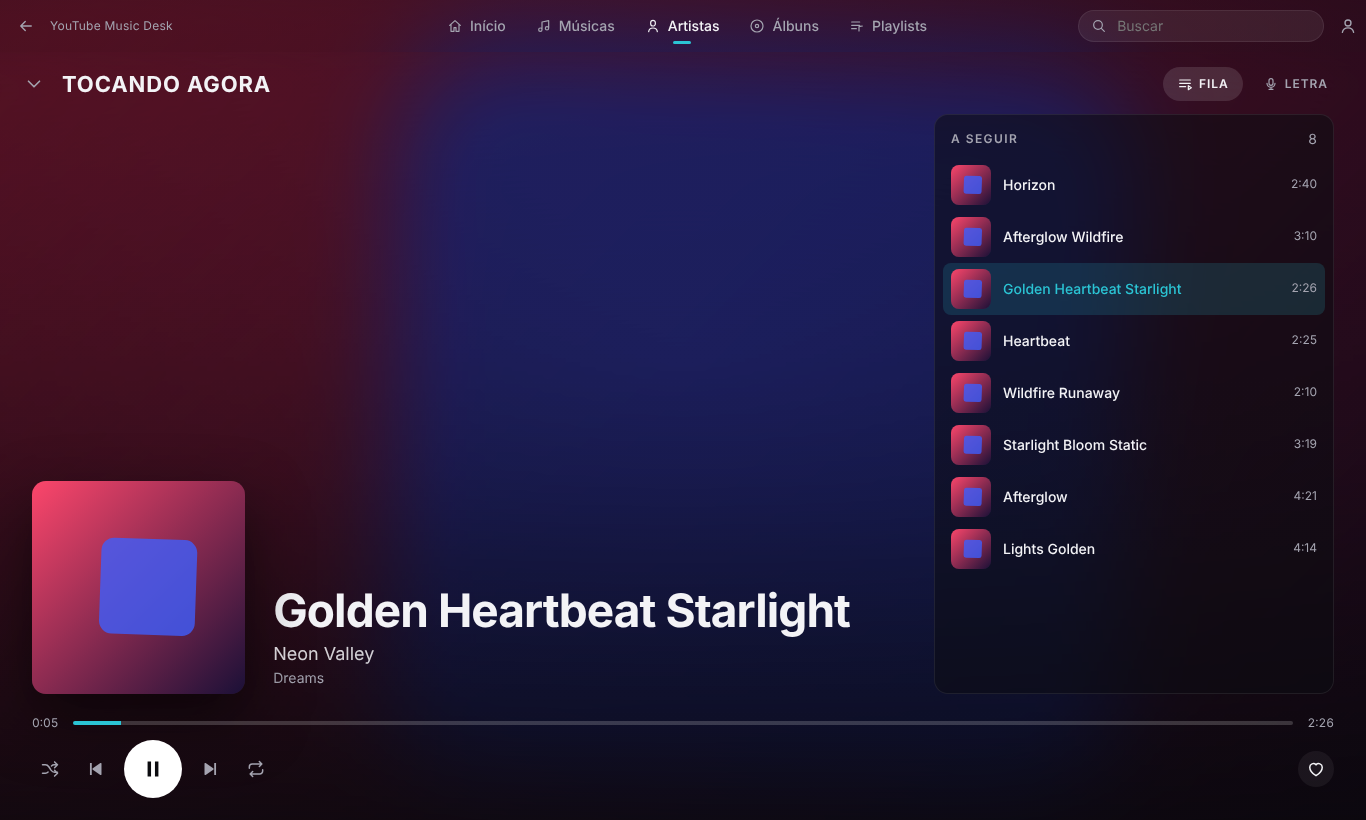 YouTube Music Desk
Início
Músicas
Artistas
Álbuns
Playlists
Buscar
TOCANDO AGORA
FILA
LETRA
A SEGUIR 8
Horizon 2:40
Afterglow Wildfire 3:10
Golden Heartbeat Starlight 2:26
Heartbeat 2:25
Wildfire Runaway 2:10
Starlight Bloom Static 3:19
Afterglow 4:21
Lights Golden 4:14
Golden Heartbeat Starlight
Neon Valley
Dreams
0:05 2:26